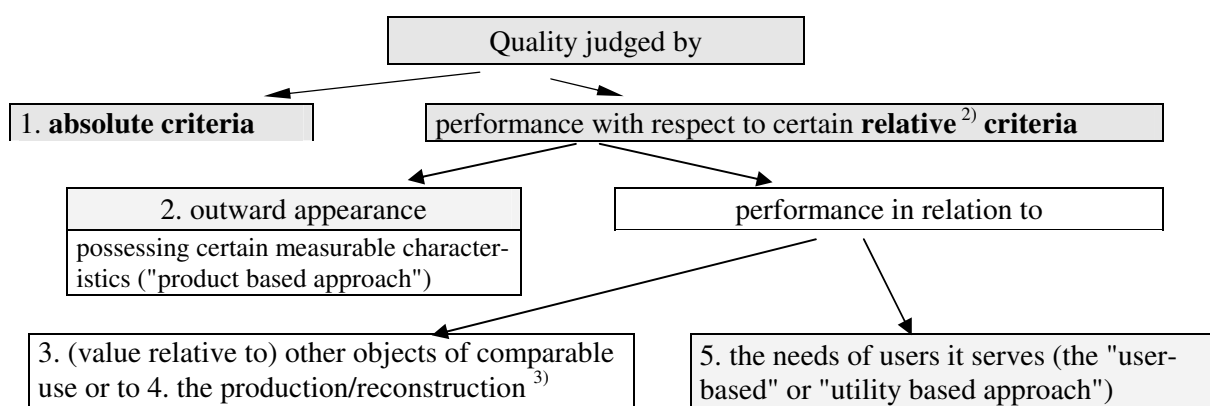 Quality judged by
1. absolute criteria
performance with respect to certain relative 2) criteria
2. outward appearance
possessing certain measurable character-
istics ("product based approach")
performance in relation to
3. (value relative to) other objects of comparable
use or to 4. the production/reconstruction 3)
5. the needs of users it serves (the "user-
based" or "utility based approach")